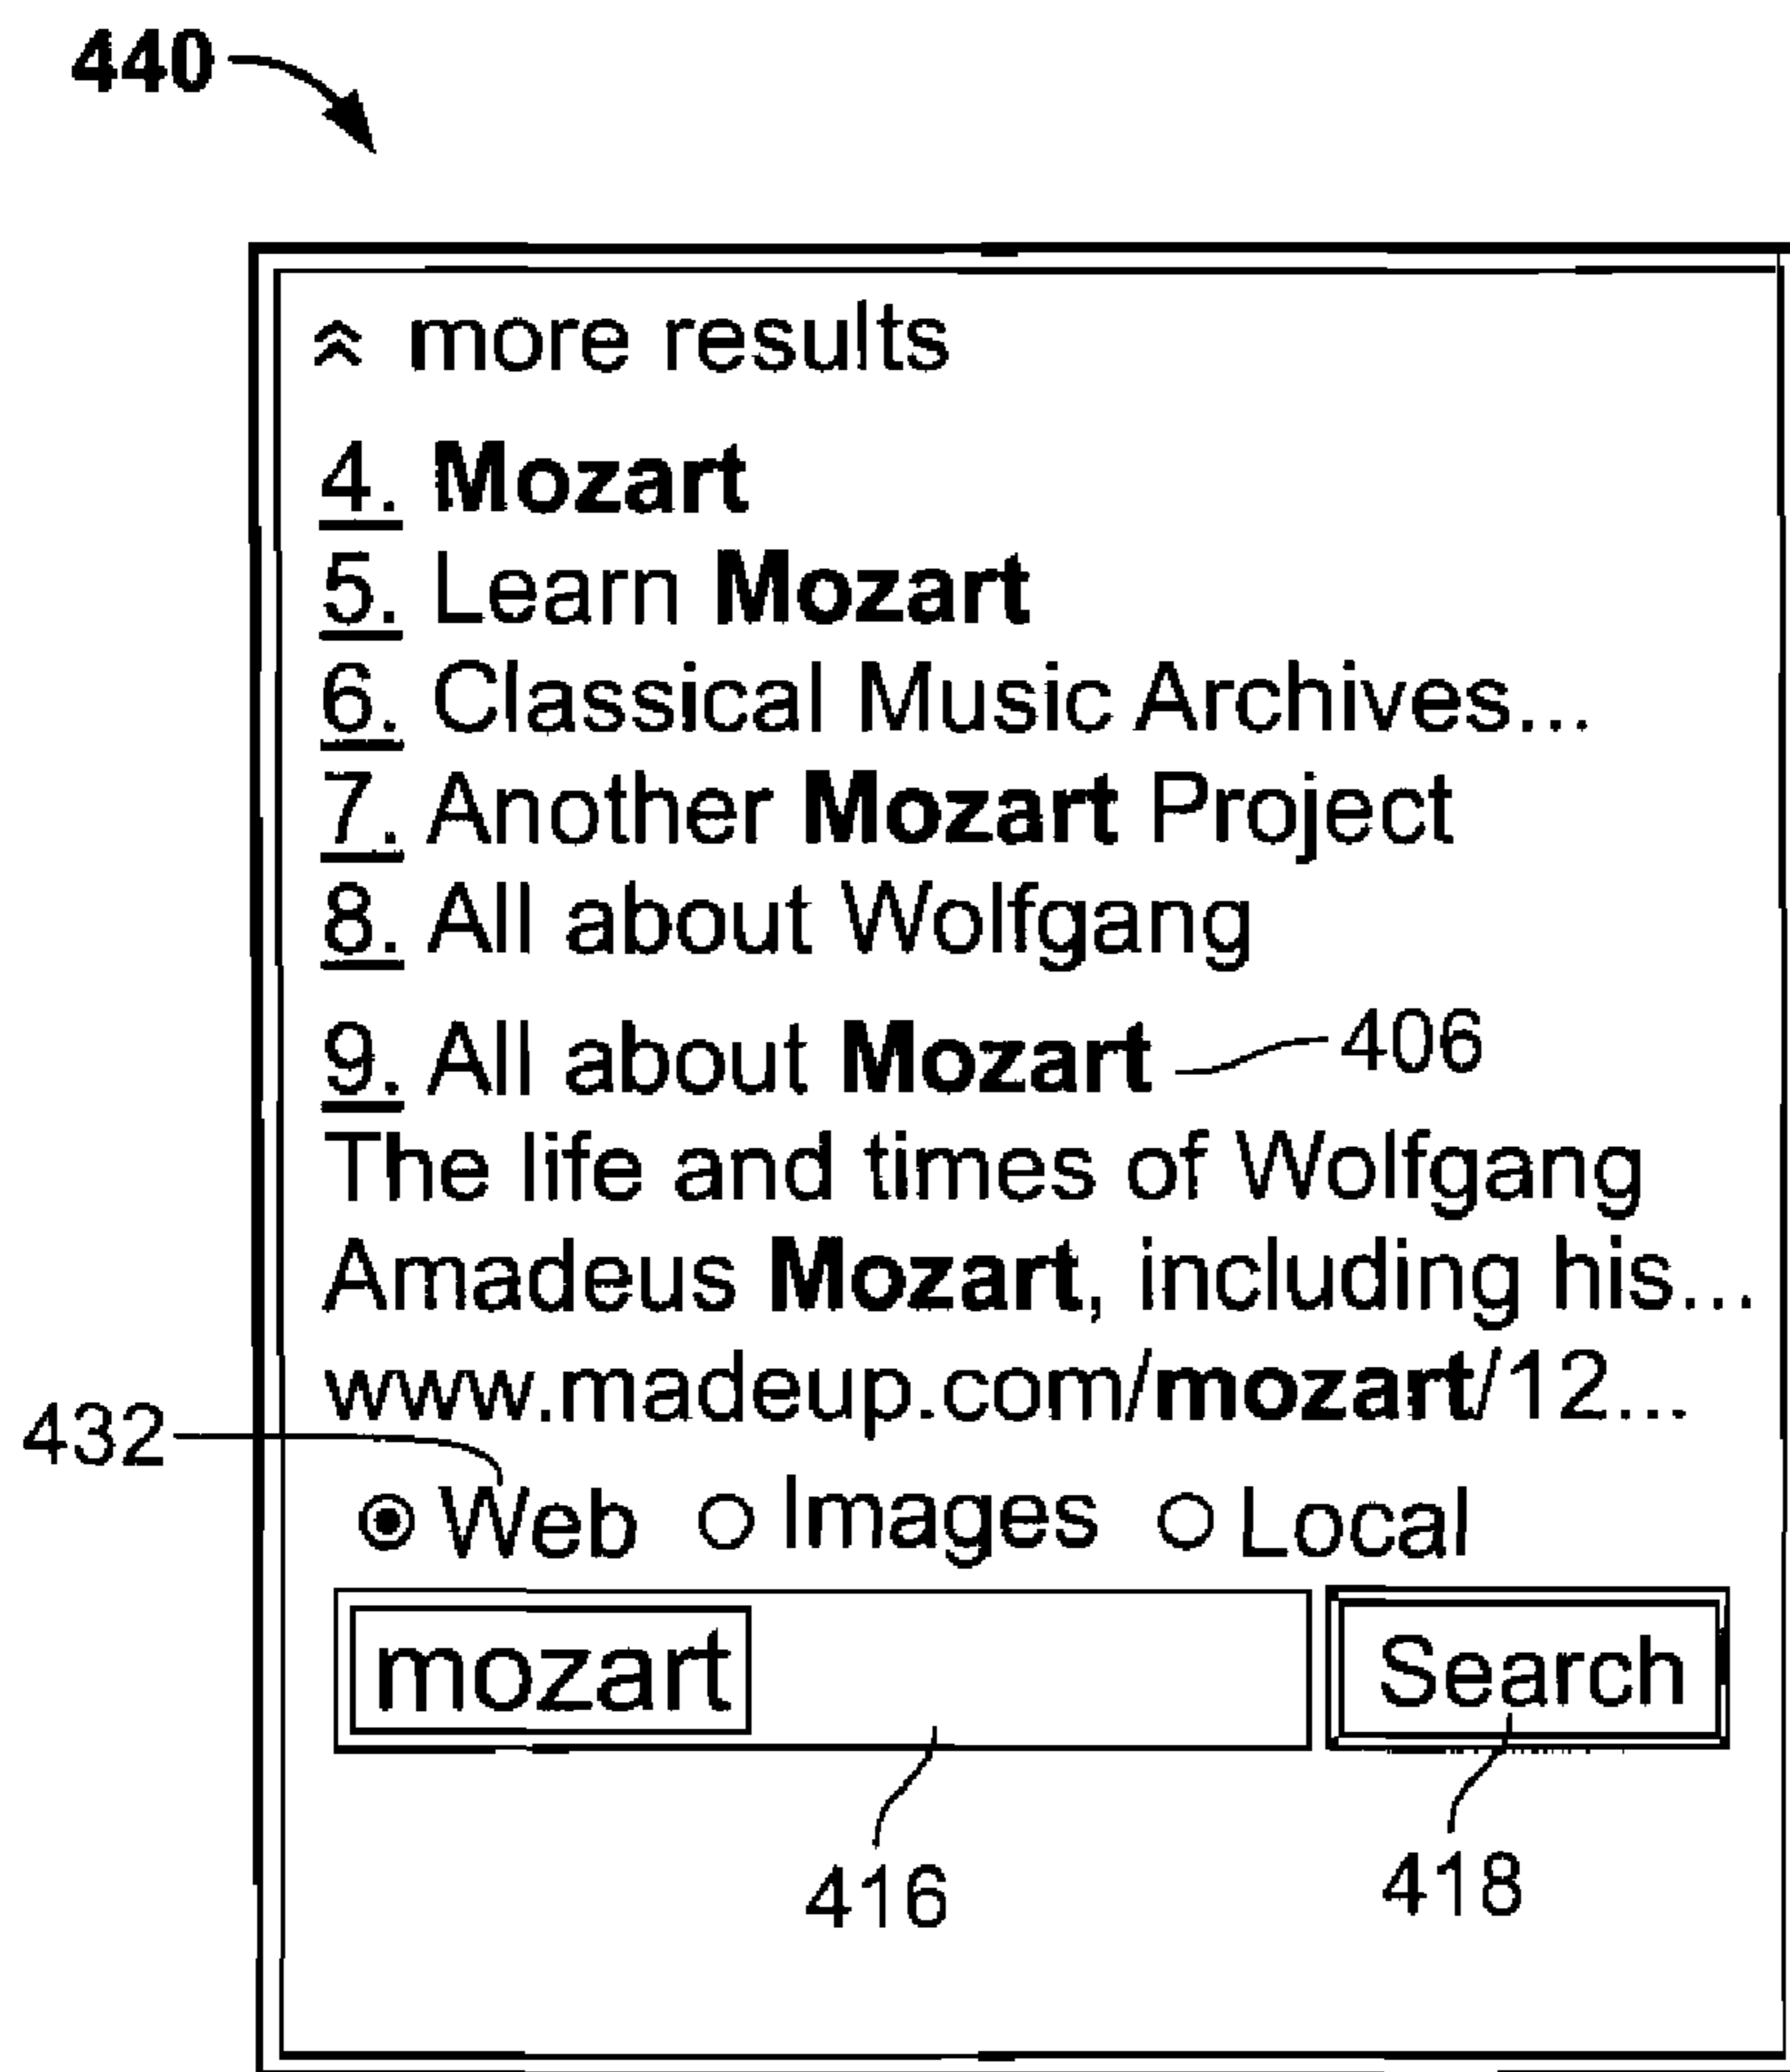 440
more results
4. Mozart
5. Learn Mozart
6. Classical Music Archives...
7. Another Mozart Project
8. All about Wolfgang
9. All about Mozart 406
The life and times of Wolfgang
Amadeus Mozart, including his...
www.madeup.com/mozart/12...
432
Web Images Local
mozart Search
416 418